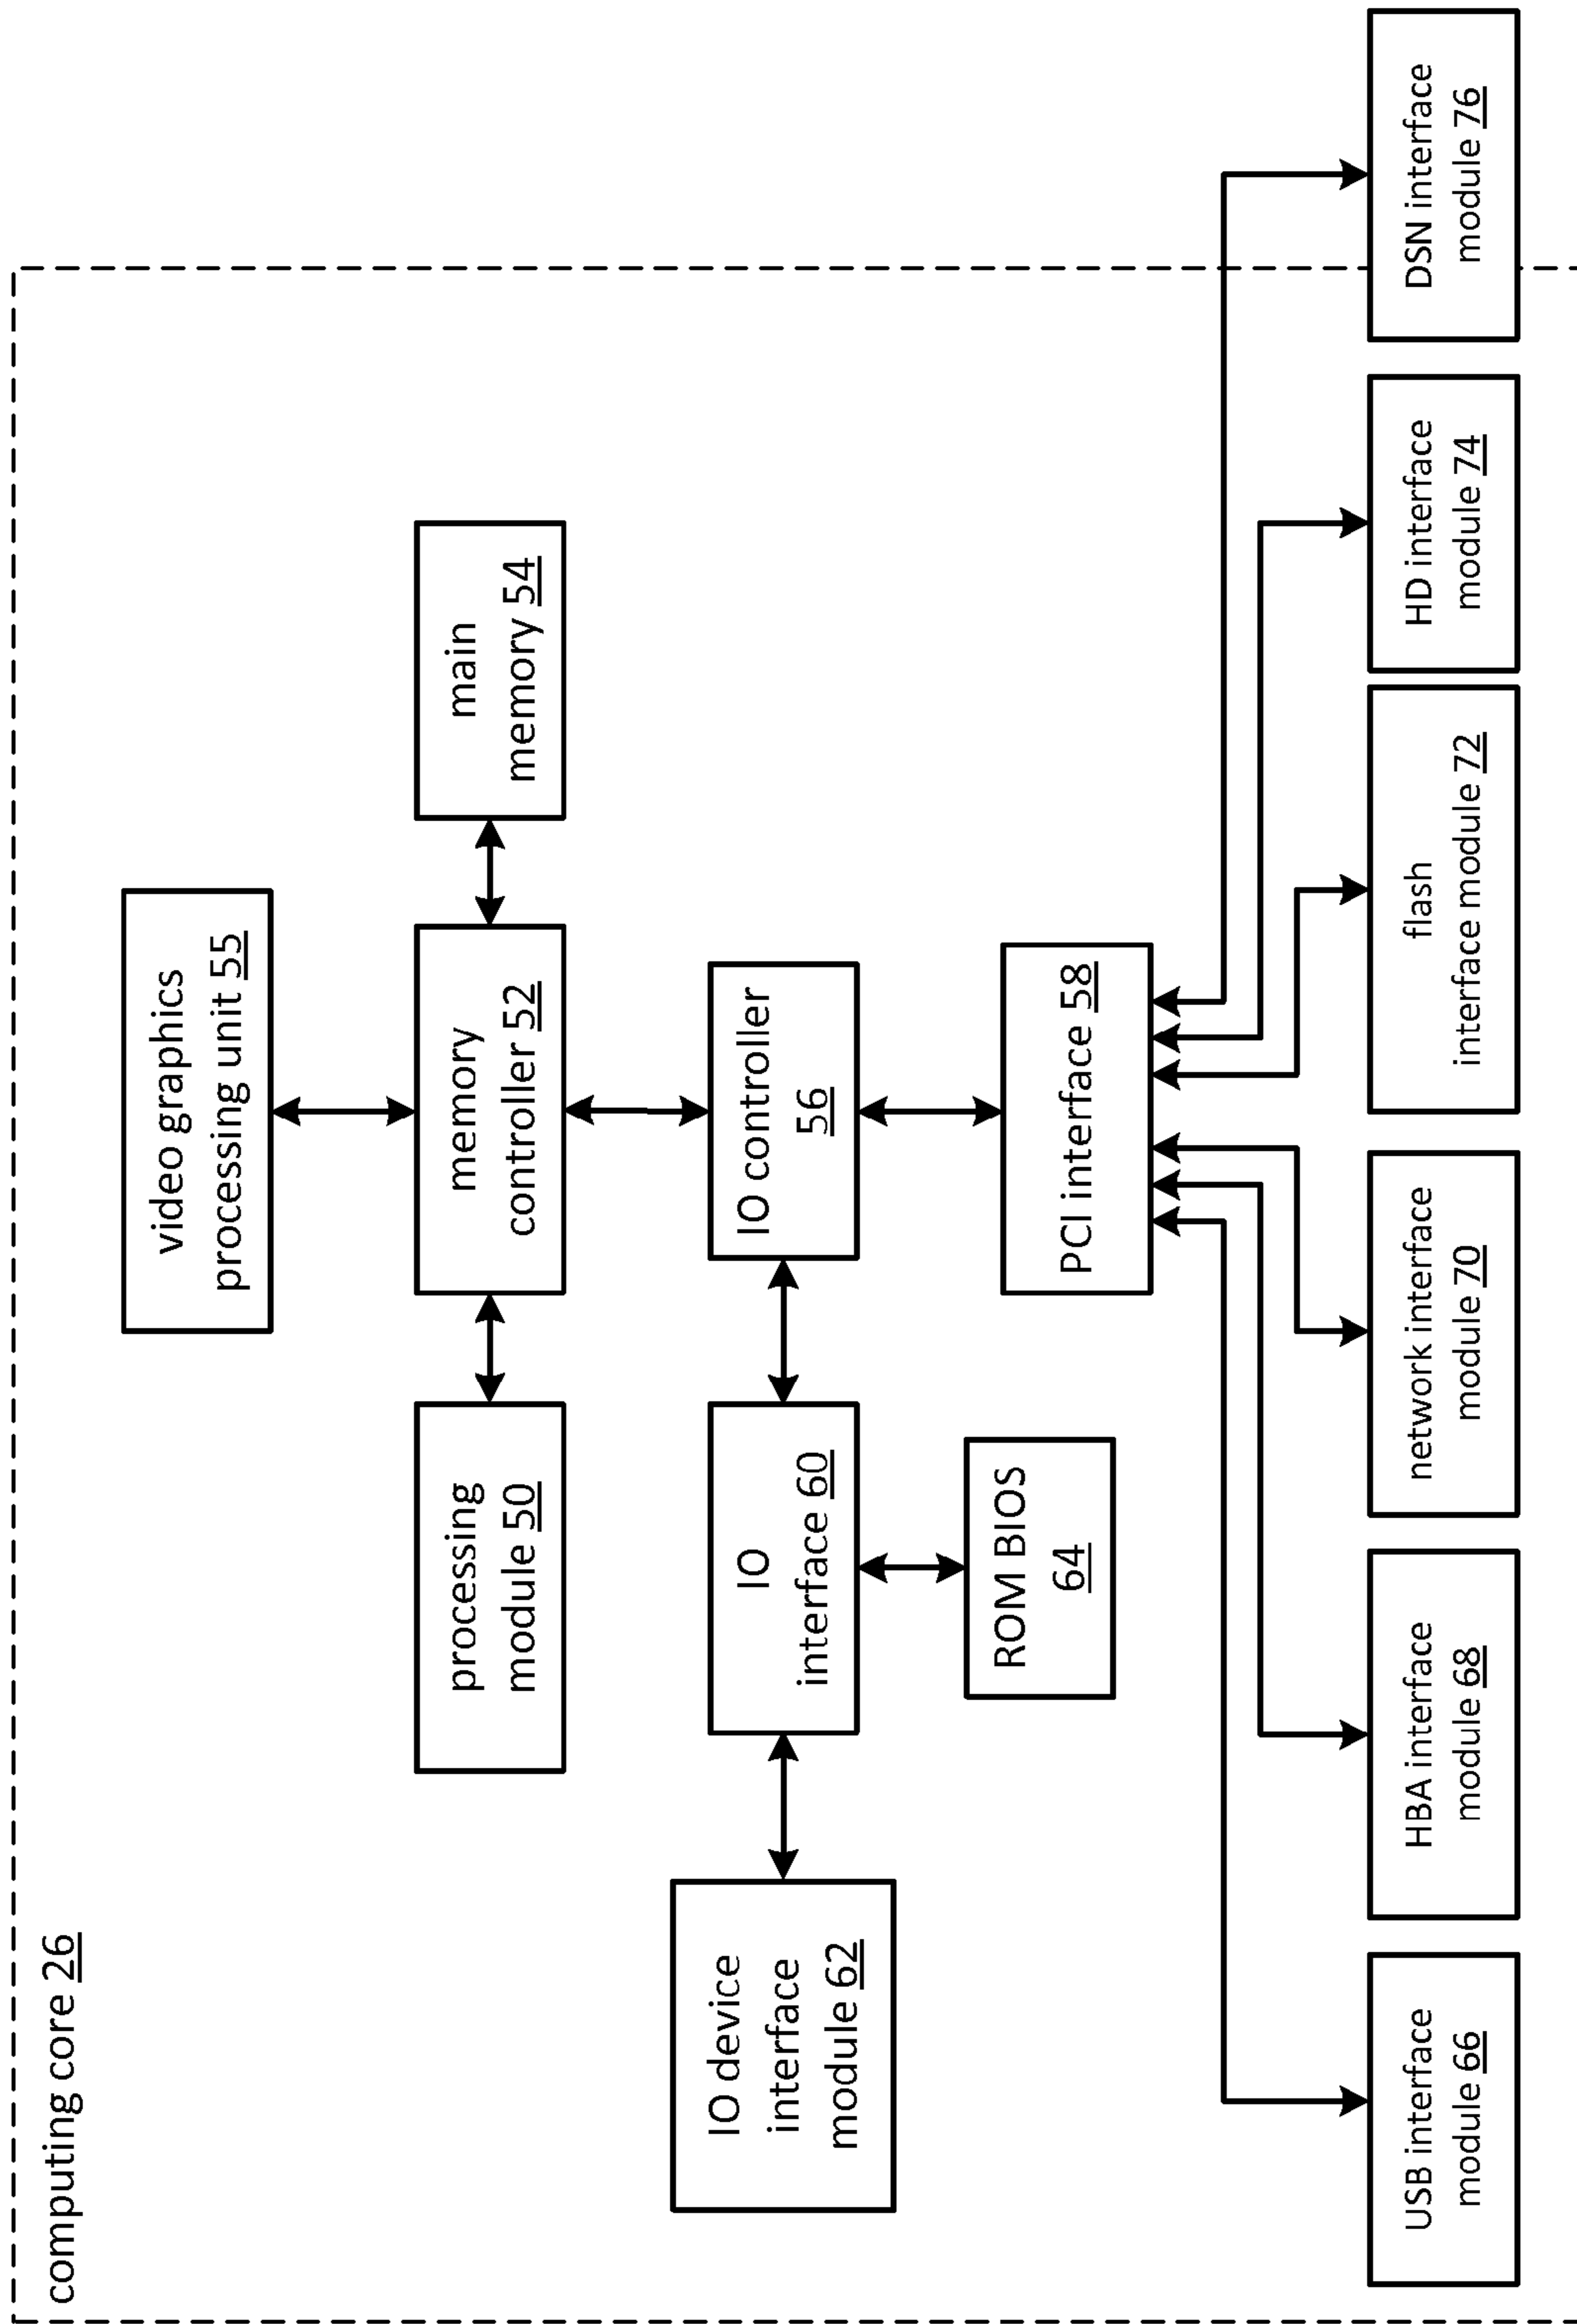 computing core 26
video graphics
processing unit 55
processing
module 50
memory
controller 52
main
memory 54
IO device
interface
module 62
IO
interface 60
IO controller
56
ROM BIOS
64
PCI interface 58
USB interface
module 66
HBA interface
module 68
network interface
module 70
flash
interface module 72
HD interface
module 74
DSN interface
module 76